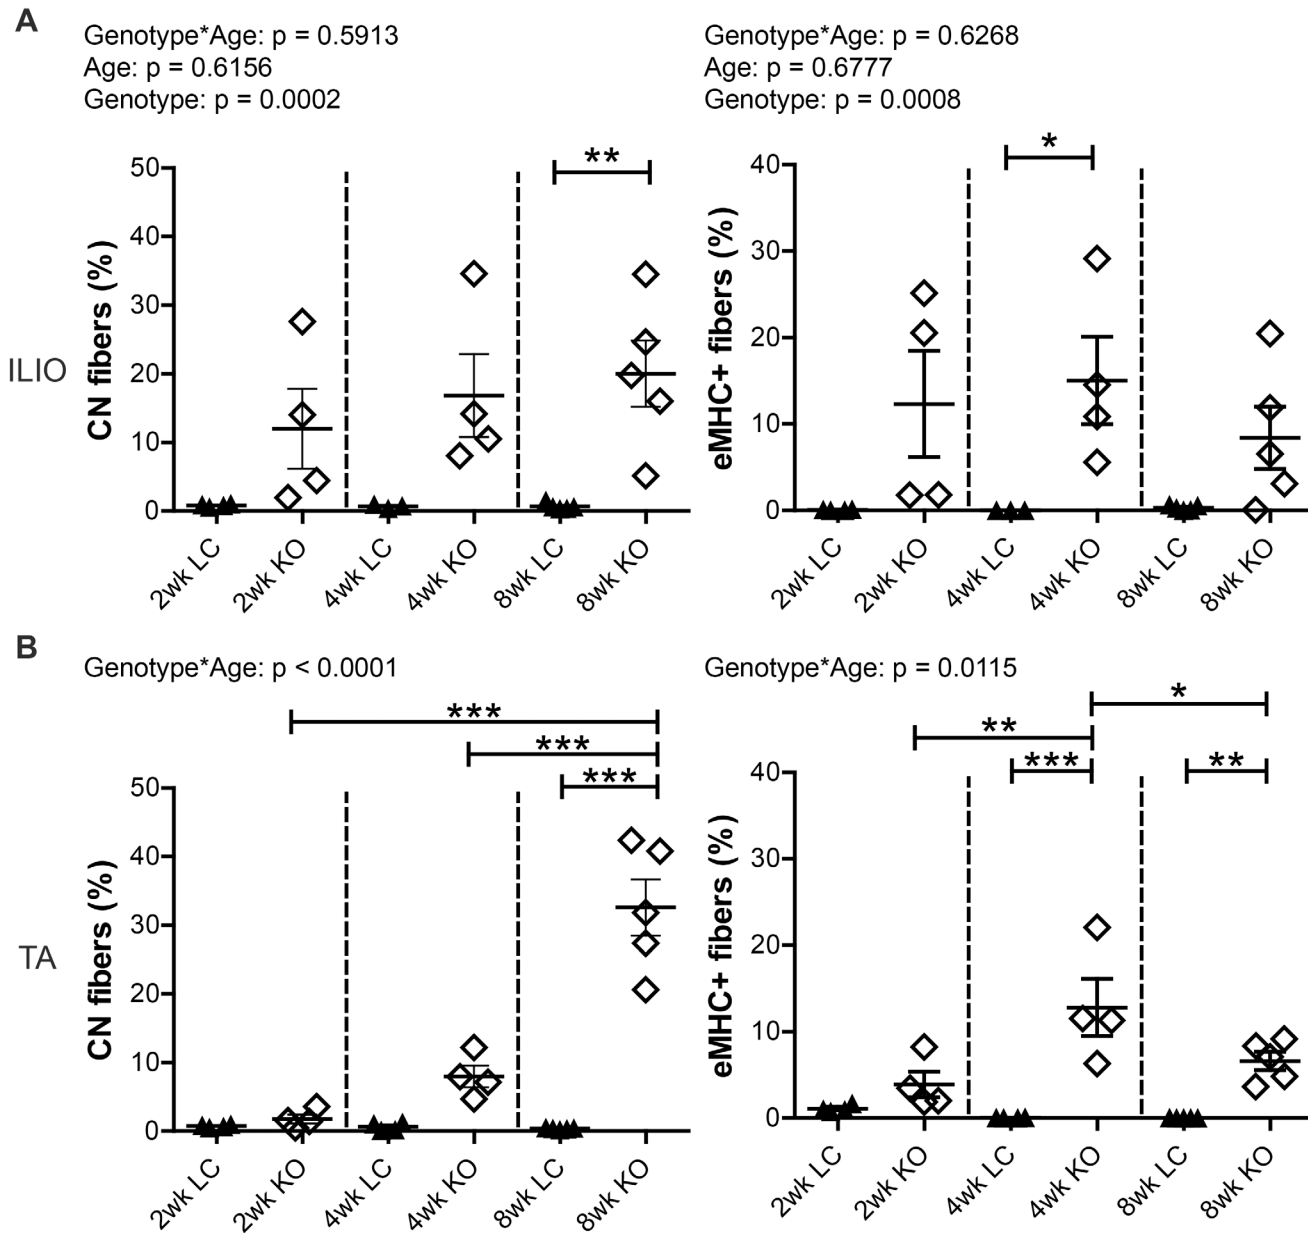 A
Genotype*Age: p = 0.5913
Age: p = 0.6156
Genotype: p = 0.0002
Genotype*Age: p = 0.6268
Age: p = 0.6777
Genotype: p = 0.0008
ILIO
CN fibers (%)
50
40
30
20
10
0
**
2wk LC
2wk KO
4wk LC
4wk KO
8wk LC
8wk KO
eMHC+ fibers (%)
40
30
20
10
0
*
2wk LC
2wk KO
4wk LC
4wk KO
8wk LC
8wk KO
B
Genotype*Age: p < 0.0001
Genotype*Age: p = 0.0115
TA
CN fibers (%)
***
***
***
50
40
30
20
10
0
2wk LC
2wk KO
4wk LC
4wk KO
8wk LC
8wk KO
eMHC+ fibers (%)
*
**
***
**
40
30
20
10
0
2wk LC
2wk KO
4wk LC
4wk KO
8wk LC
8wk KO